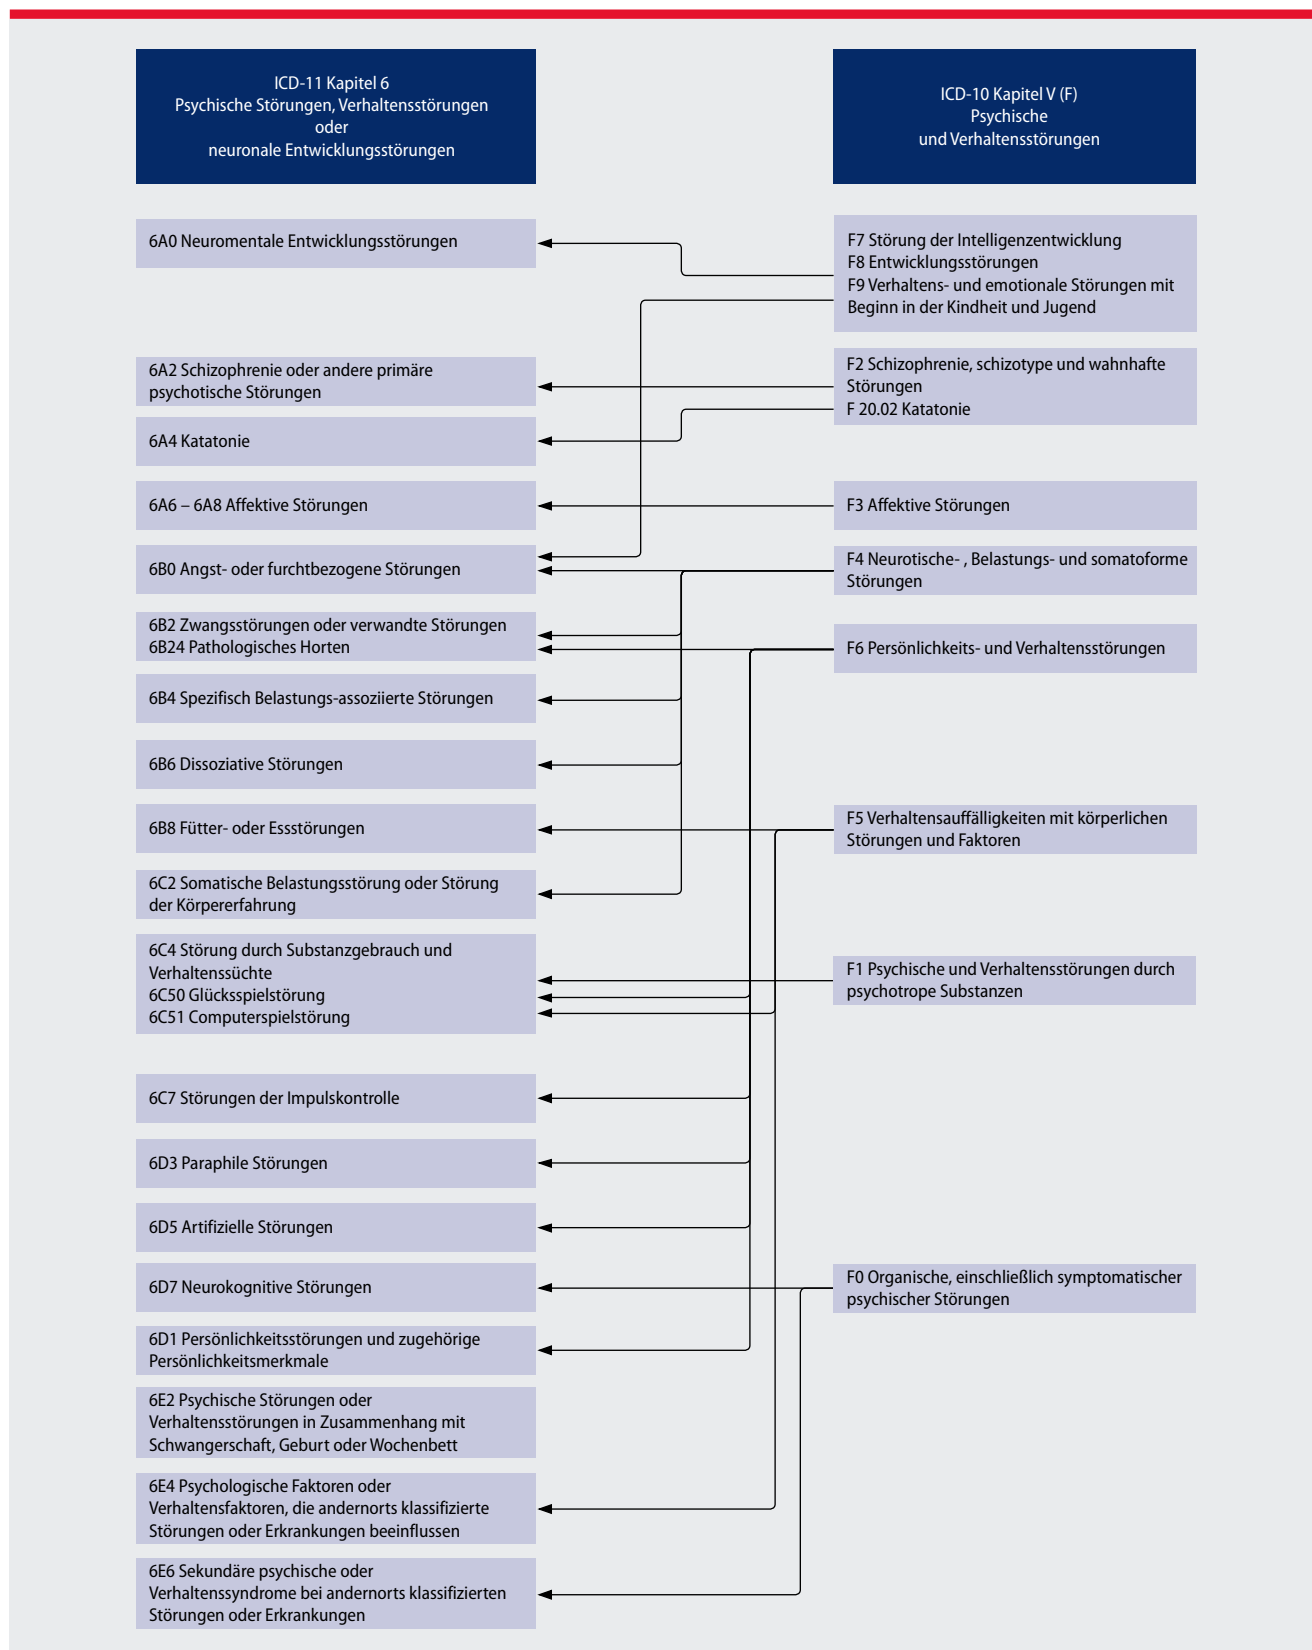 ICD-11 Kapitel 6
Psychische Störungen, Verhaltensstörungen
oder
neuronale Entwicklungsstörungen
ICD-10 Kapitel V (F)
Psychische
und Verhaltensstörungen
6A0 Neuromentale Entwicklungsstörungen
6A2 Schizophrenie oder andere primäre
psychotische Störungen
6A4 Katatonie
6A6 – 6A8 Affektive Störungen
6B0 Angst- oder furchtbezogene Störungen
6B2 Zwangsstörungen oder verwandte Störungen
6B24 Pathologisches Horten
6B4 Spezifisch Belastungs-assoziierte Störungen
6B6 Dissoziative Störungen
6B8 Fütter- oder Essstörungen
6C2 Somatische Belastungsstörung oder Störung
der Körpererfahrung
6C4 Störung durch Substanzgebrauch und
Verhaltenssüchte
6C50 Glücksspielstörung
6C51 Computerspielstörung
6C7 Störungen der Impulskontrolle
6D3 Paraphile Störungen
6D5 Artifizielle Störungen
6D7 Neurokognitive Störungen
6D1 Persönlichkeitsstörungen und zugehörige
Persönlichkeitsmerkmale
6E2 Psychische Störungen oder
Verhaltensstörungen in Zusammenhang mit
Schwangerschaft, Geburt oder Wochenbett
6E4 Psychologische Faktoren oder
Verhaltensfaktoren, die andernorts klassifizierte
Störungen oder Erkrankungen beeinflussen
6E6 Sekundäre psychische oder
Verhaltenssyndrome bei andernorts klassifizierten
Störungen oder Erkrankungen
F7 Störung der Intelligenzentwicklung
F8 Entwicklungsstörungen
F9 Verhaltens- und emotionale Störungen mit
Beginn in der Kindheit und Jugend
F2 Schizophrenie, schizotype und wahnhafte
Störungen
F 20.02 Katatonie
F3 Affektive Störungen
F4 Neurotische- , Belastungs- und somatoforme
Störungen
F6 Persönlichkeits- und Verhaltensstörungen
F5 Verhaltensauffälligkeiten mit körperlichen
Störungen und Faktoren
F1 Psychische und Verhaltensstörungen durch
psychotrope Substanzen
F0 Organische, einschließlich symptomatischer
psychischer Störungen